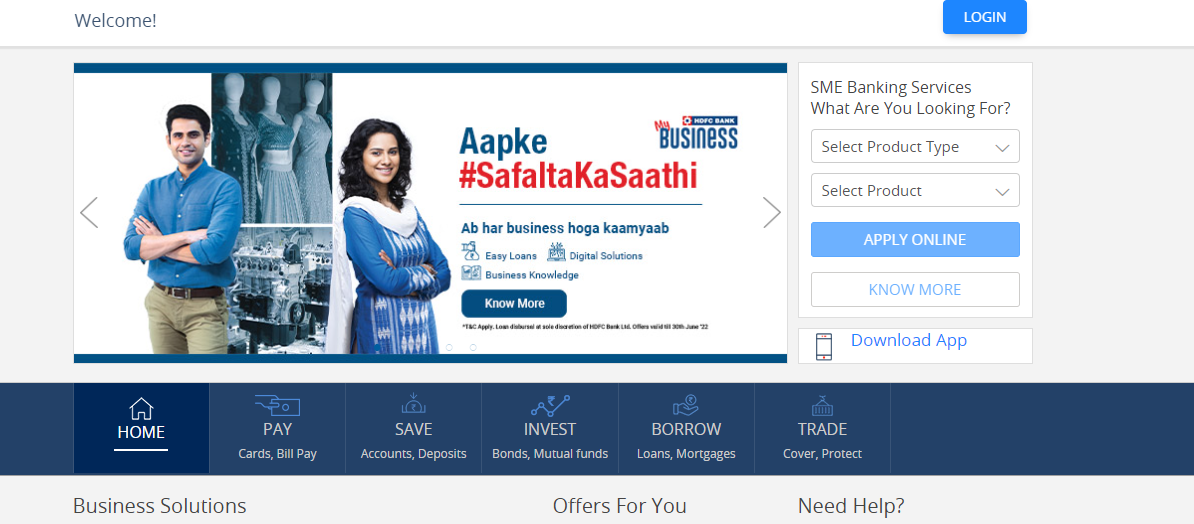 Welcome!
LOGIN
My
HDFC BANK
BUSINESS
Aapke
#SafaltaKaSaathi
Ab har business hoga kaamyaab
Easy Loans
Digital Solutions
Business Knowledge
Know More
*T&C Apply. Loan disbursal at sole discretion of HDFC Bank Ltd. Offers valid till 30th June '22
SME Banking Services
What Are You Looking For?
Select Product Type
Select Product
APPLY ONLINE
KNOW MORE
Download App
HOME
PAY
Cards, Bill Pay
SAVE
Accounts, Deposits
INVEST
Bonds, Mutual funds
BORROW
Loans, Mortgages
TRADE
Cover, Protect
Business Solutions
Offers For You
Need Help?